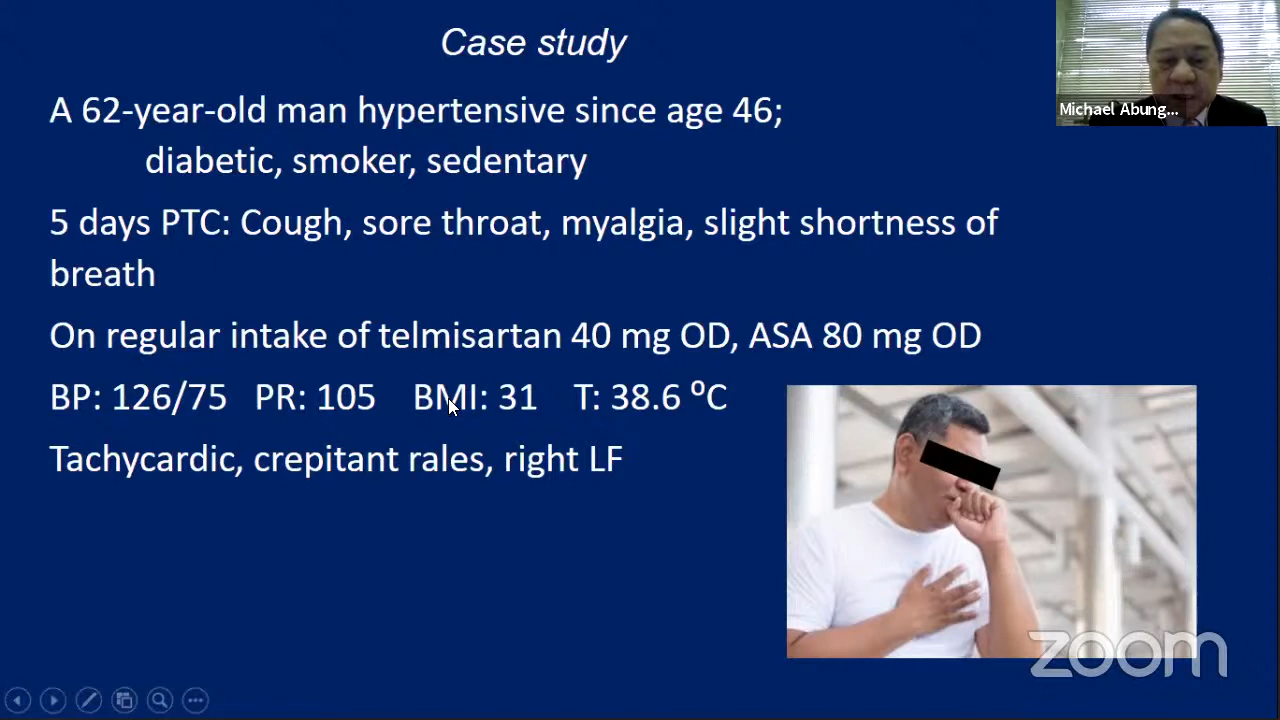 Case study
Michael Abung...
A 62-year-old man hypertensive since age 46;
diabetic, smoker, sedentary
5 days PTC: Cough, sore throat, myalgia, slight shortness of
breath
On regular intake of telmisartan 40 mg OD, ASA 80 mg OD
BP: 126/75 PR: 105 BMI: 31 T: 38.6 ⁰C
Tachycardic, crepitant rales, right LF
zoom